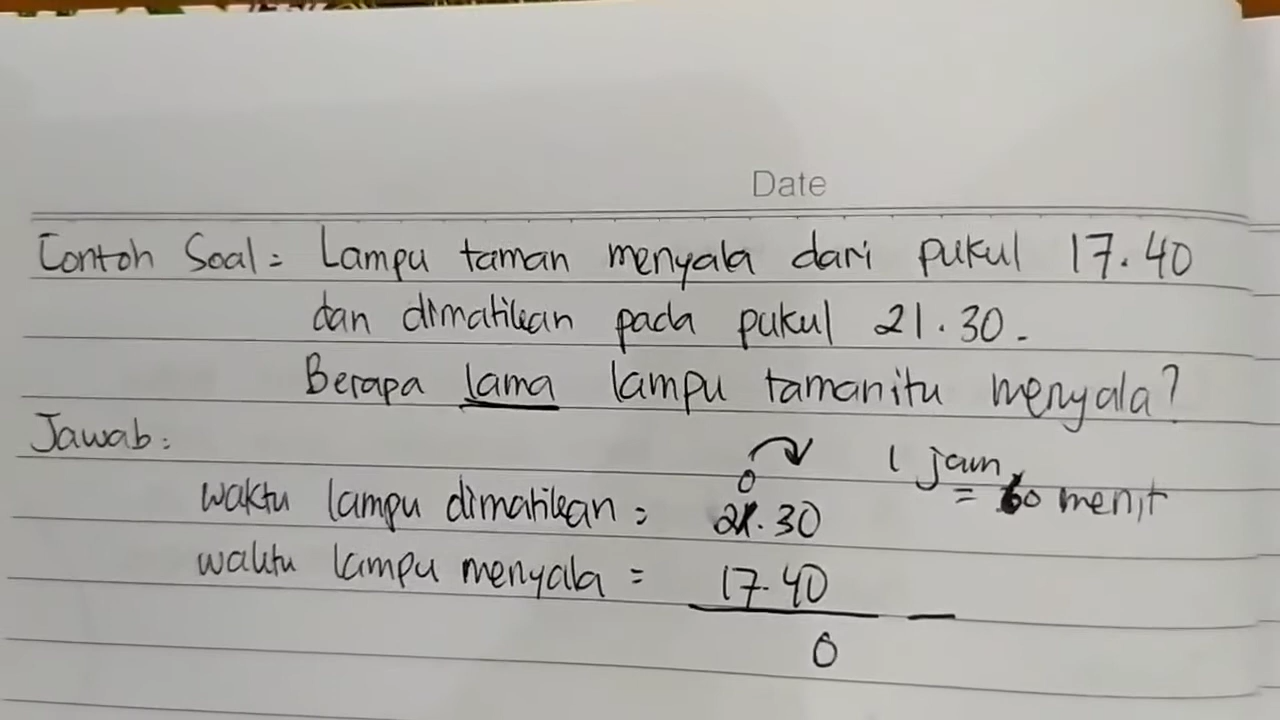 Date
Contoh Soal = Lampu taman menyala dari pukul 17.40
dan dimatikan pada pukul 21.30.
Berapa lama lampu taman itu menyala?
Jawab:
0 1 jam
= 60 menit
waktu lampu dimatikan = 21.30
waktu lampu menyala = 17.40
0